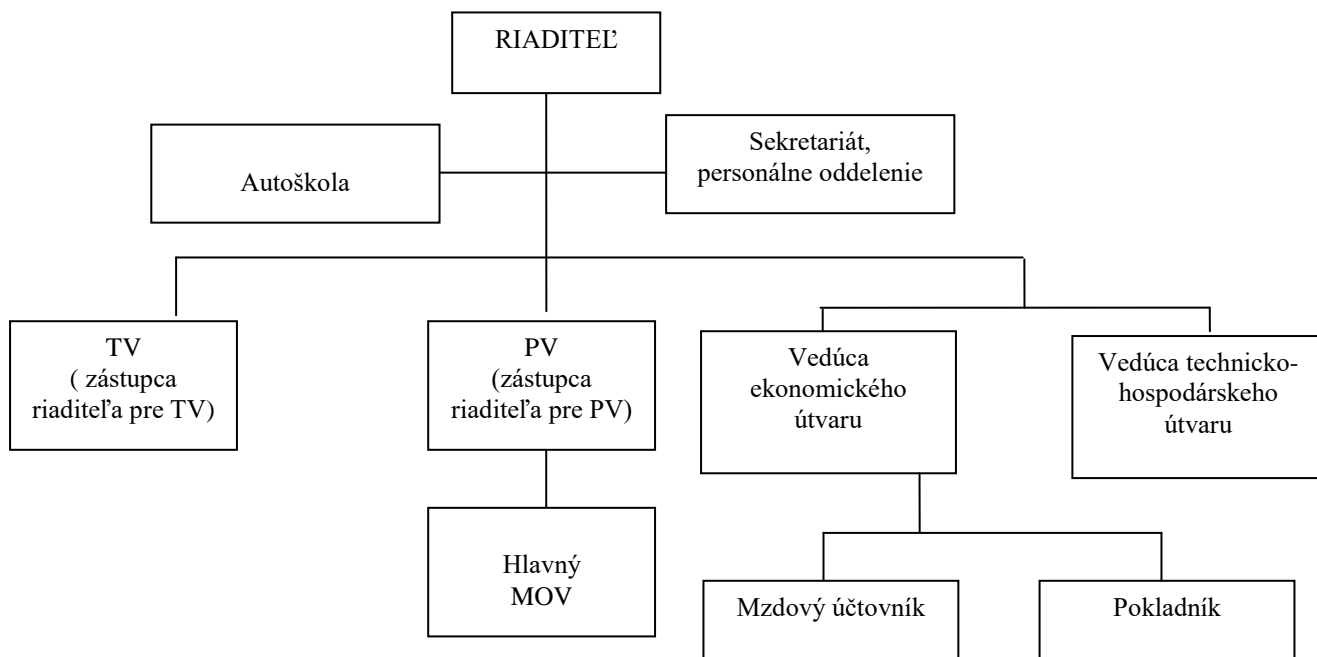 RIADITEĽ
Autoškola
Sekretariát,
personálne oddelenie
TV
( zástupca
riaditeľa pre TV)
PV
(zástupca
riaditeľa pre PV)
Vedúca
ekonomického
útvaru
Vedúca technicko-
hospodárskeho
útvaru
Hlavný
MOV
Mzdový účtovník
Pokladník